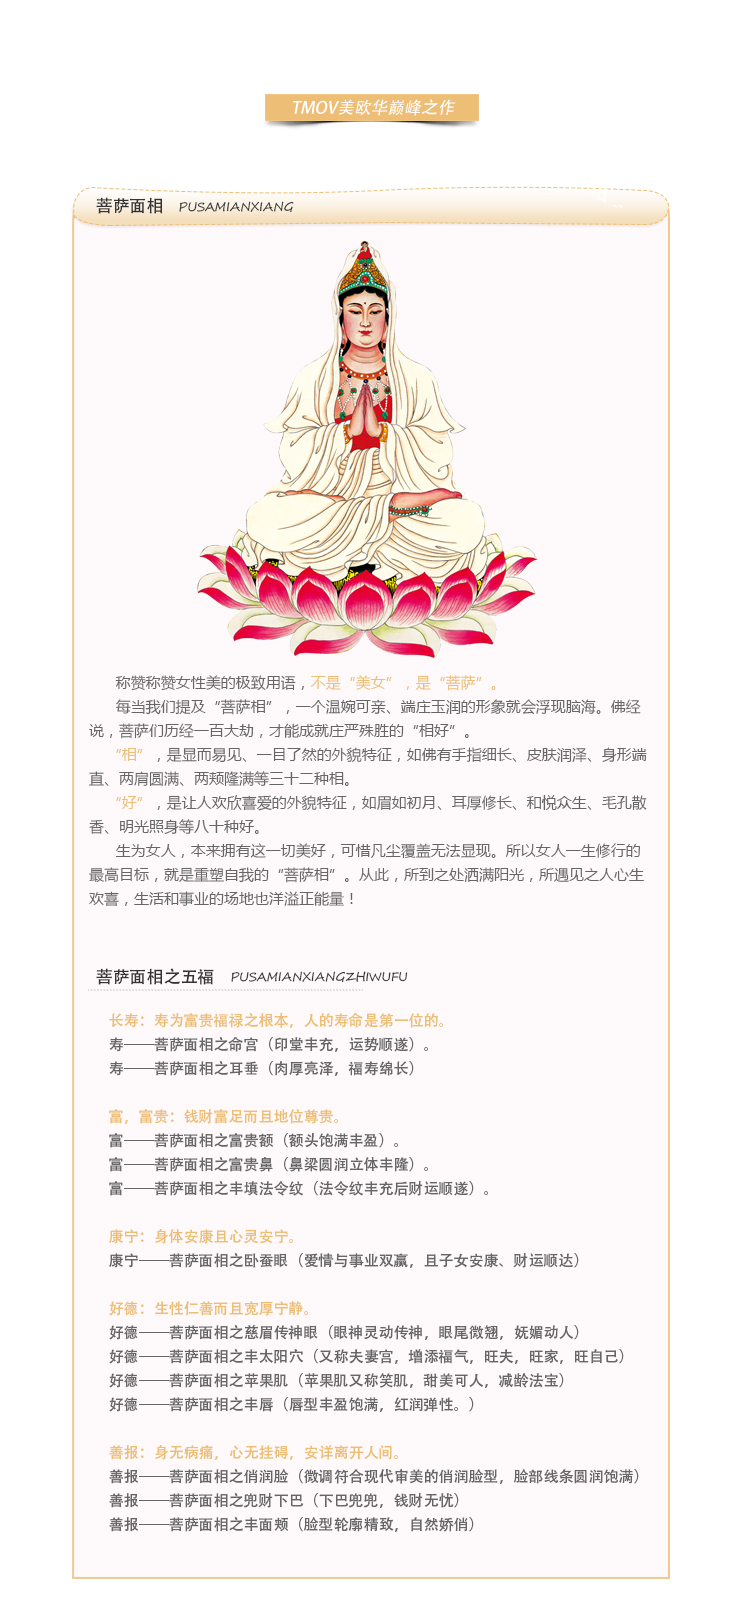 TMOV美欧华巅峰之作
菩萨面相 PUSAMIANXIANG
称赞称赞女性美的极致用语，不是“美女”，是“菩萨”。
每当我们提及“菩萨相”，一个温婉可亲、端庄玉润的形象就会浮现脑海。佛经
说，菩萨们历经一百大劫，才能成就庄严殊胜的“相好”。
“相”，是显而易见、一目了然的外貌特征，如佛有手指细长、皮肤润泽、身形端
直、两肩圆满、两颊隆满等三十二种相。
“好”，是让人欢欣喜爱的外貌特征，如眉如初月、耳厚修长、和悦众生、毛孔散
香、明光照身等八十种好。
生为女人，本来拥有这一切美好，可惜凡尘覆盖无法显现。所以女人一生修行的
最高目标，就是重塑自我的“菩萨相”。从此，所到之处洒满阳光，所遇见之人心生
欢喜，生活和事业的场地也洋溢正能量！
菩萨面相之五福 PUSAMIANXIANGZHIWUFU
长寿：寿为富贵福禄之根本，人的寿命是第一位的。
寿——菩萨面相之命宫（印堂丰充，运势顺遂）。
寿——菩萨面相之耳垂（肉厚亮泽，福寿绵长）
富，富贵：钱财富足而且地位尊贵。
富——菩萨面相之富贵额（额头饱满丰盈）。
富——菩萨面相之富贵鼻（鼻梁圆润立体丰隆）。
富——菩萨面相之丰填法令纹（法令纹丰充后财运顺遂）。
康宁：身体安康且心灵安宁。
康宁——菩萨面相之卧蚕眼（爱情与事业双赢，且子女安康、财运顺达）
好德：生性仁善而且宽厚宁静。
好德——菩萨面相之慈眉传神眼（眼神灵动传神，眼尾微翘，妩媚动人）
好德——菩萨面相之丰太阳穴（又称夫妻宫，增添福气，旺夫，旺家，旺自己）
好德——菩萨面相之苹果肌（苹果肌又称笑肌，甜美可人，减龄法宝）
好德——菩萨面相之丰唇（唇型丰盈饱满，红润弹性。）
善报：身无病痛，心无挂碍，安详离开人间。
善报——菩萨面相之俏润脸（微调符合现代审美的俏润脸型，脸部线条圆润饱满）
善报——菩萨面相之兜财下巴（下巴兜兜，钱财无忧）
善报——菩萨面相之丰面颊（脸型轮廓精致，自然娇俏）